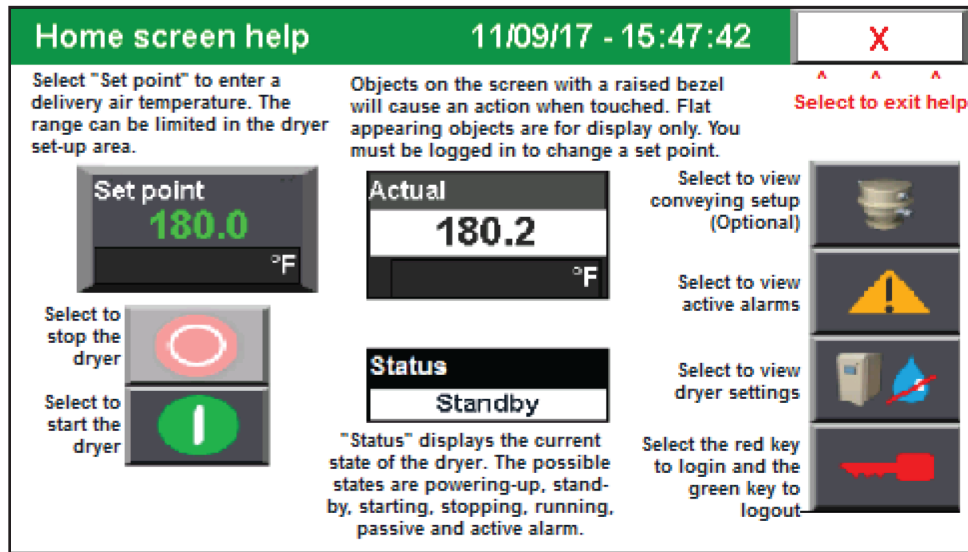 Home screen help
11/09/17 - 15:47:42
X
^ ^ ^
Select to exit help
Select "Set point" to enter a
delivery air temperature. The
range can be limited in the dryer
set-up area.
Objects on the screen with a raised bezel
will cause an action when touched. Flat
appearing objects are for display only. You
must be logged in to change a set point.
Set point
180.0
°F
Actual
180.2
°F
Select to view
conveying setup
(Optional)
Select to view
active alarms
Select to
stop the
dryer
Select to
start the
dryer
Status
Standby
"Status" displays the current
state of the dryer. The possible
states are powering-up, stand-
by, starting, stopping, running,
passive and active alarm.
Select to view
dryer settings
Select the red key
to login and the
green key to
logout